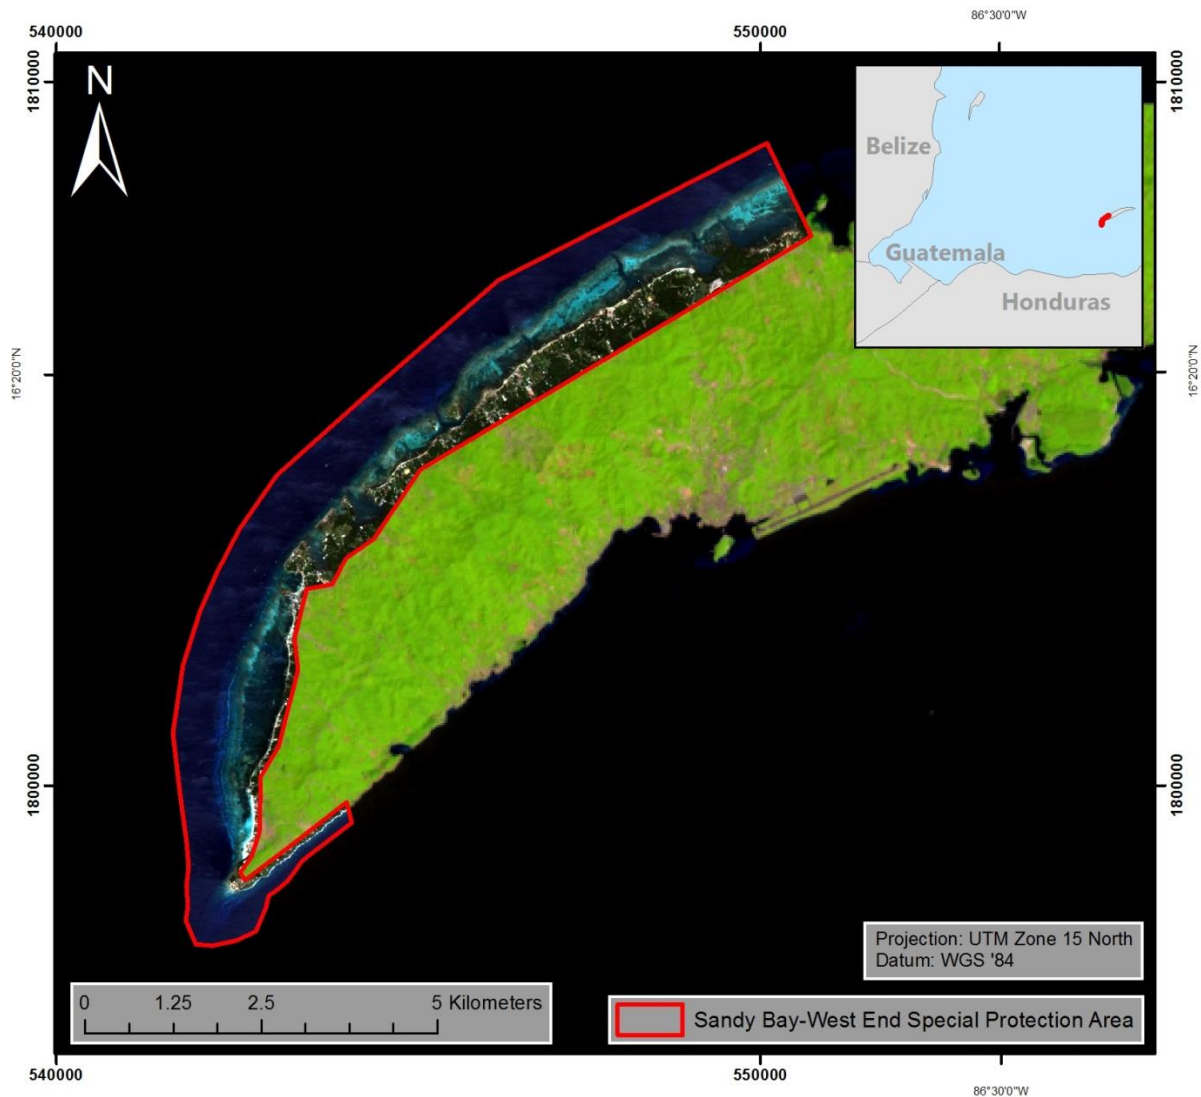 86°30'0"W
540000
550000
1810000
1810000
N
Belize
Guatemala
Honduras
16°20'0"N
16°20'0"N
1800000
1800000
Projection: UTM Zone 15 North
Datum: WGS '84
0 1.25 2.5 5 Kilometers
Sandy Bay-West End Special Protection Area
540000
550000
86°30'0"W